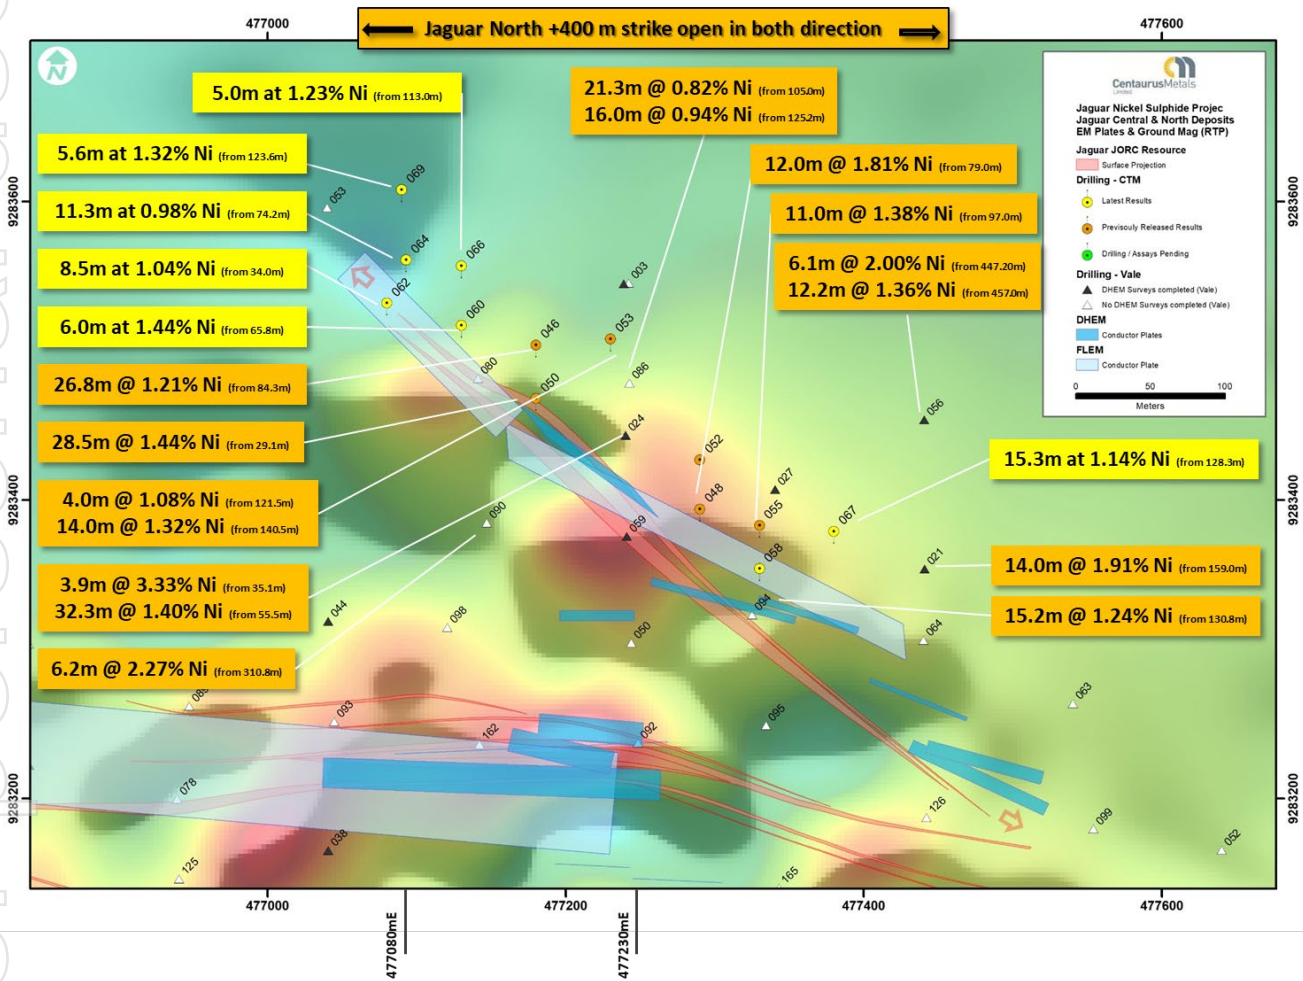 477000
477600
Jaguar North +400 m strike open in both direction
N
5.0m at 1.23% Ni (from 113.0m)
5.6m at 1.32% Ni (from 123.6m)
11.3m at 0.98% Ni (from 74.2m)
8.5m at 1.04% Ni (from 34.0m)
6.0m at 1.44% Ni (from 65.8m)
26.8m @ 1.21% Ni (from 84.3m)
28.5m @ 1.44% Ni (from 29.1m)
4.0m @ 1.08% Ni (from 121.5m)
14.0m @ 1.32% Ni (from 140.5m)
3.9m @ 3.33% Ni (from 35.1m)
32.3m @ 1.40% Ni (from 55.5m)
6.2m @ 2.27% Ni (from 310.8m)
21.3m @ 0.82% Ni (from 105.0m)
16.0m @ 0.94% Ni (from 125.2m)
12.0m @ 1.81% Ni (from 79.0m)
11.0m @ 1.38% Ni (from 97.0m)
6.1m @ 2.00% Ni (from 447.20m)
12.2m @ 1.36% Ni (from 457.0m)
15.3m at 1.14% Ni (from 128.3m)
14.0m @ 1.91% Ni (from 159.0m)
15.2m @ 1.24% Ni (from 130.8m)
CentaurusMetals
Limited
Jaguar Nickel Sulphide Projec
Jaguar Central & North Deposits
EM Plates & Ground Mag (RTP)
Jaguar JORC Resource
Surface Projection
Drilling - CTM
Latest Results
Previsouly Released Results
Drilling / Assays Pending
Drilling - Vale
DHEM Surveys completed (Vale)
No DHEM Surveys completed (Vale)
DHEM
Conductor Plates
FLEM
Conductor Plate
0 50 100
Meters
9283600
9283400
9283200
9283600
9283400
9283200
053
069
064
066
062
060
003
046
053
080
050
086
024
056
052
027
048
055
067
090
059
058
021
044
098
050
094
064
093
162
092
095
063
078
126
099
052
038
125
165
477000
477200
477400
477600
477080mE
477230mE